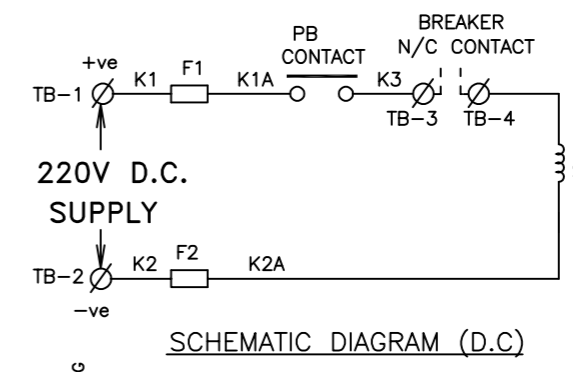 BREAKER
PB
N/C CONTACT
CONTACT
+ve
K1
F1
K1A
K3
TB-1
TB-3
TB-4
220V D.C.
SUPPLY
TB-2
K2
F2
K2A
-ve
SCHEMATIC DIAGRAM (D.C)
G